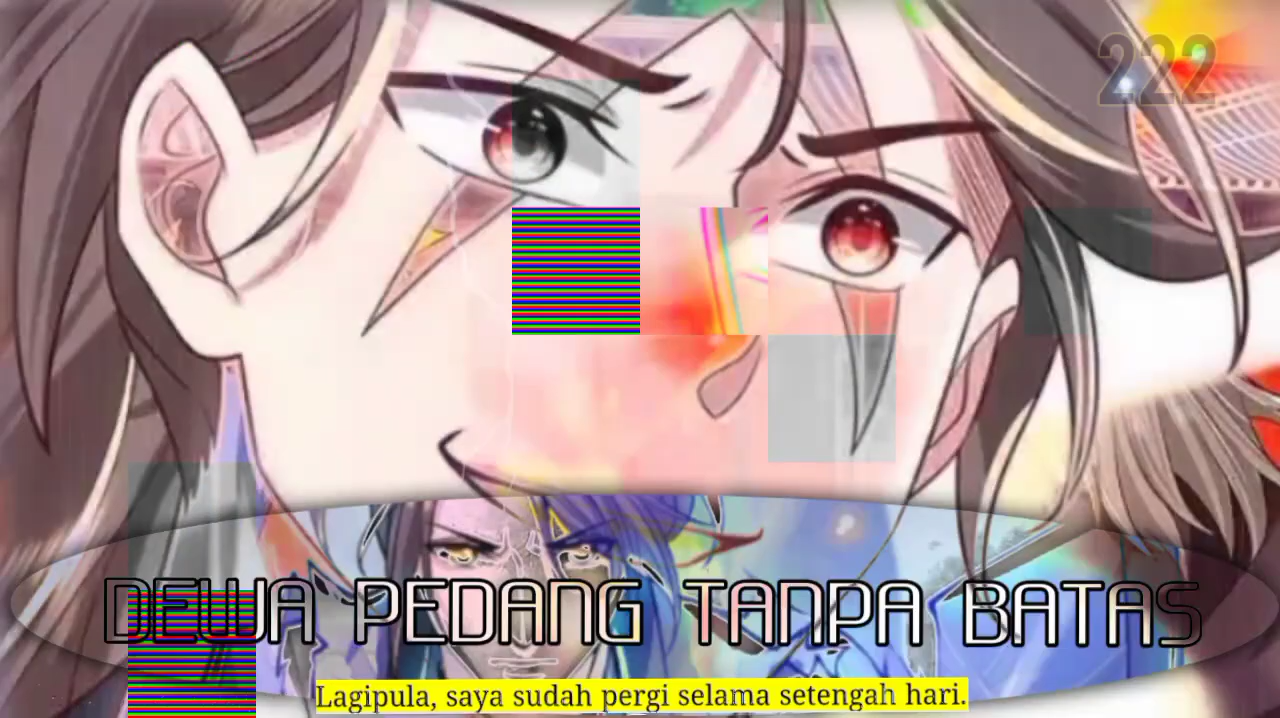 222
DEWA PEDANG TANPA BATAS
Lagipula, saya sudah pergi selama setengah hari.